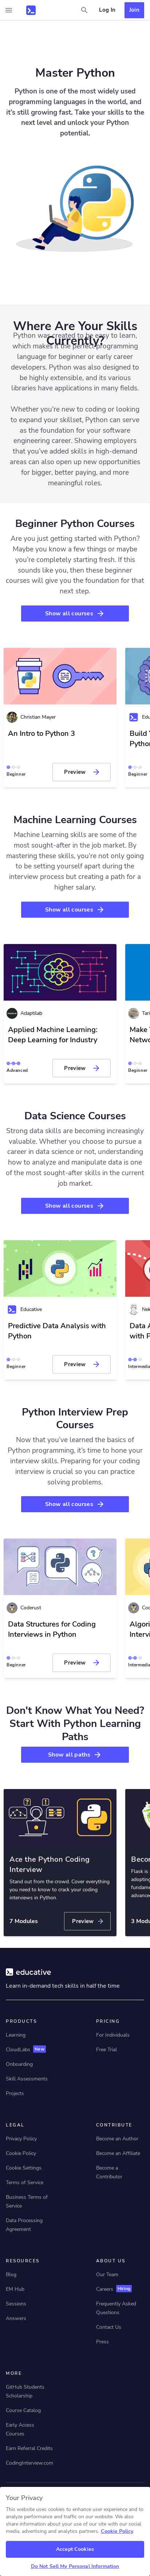 Log In
Join
Master Python
Python is one of the most widely used
programming languages in the world, and
it's still growing fast. Take your skills to the
next level and unlock your Python
potential.
Where Are Your Skills
Currently?
Python was created to be easy to learn,
which makes it the perfect programming
language for beginners and career
developers. Python was also designed to
be highly extensible, and its various
libraries have applications in many fields.
Whether you're new to coding or looking
to expand your skillset, Python can serve
as the foundation for your software
engineering career. Showing employers
that you've added skills in high-demand
areas can open up new opportunities
for bigger, better paying, and more
meaningful roles.
Beginner Python Courses
Are you just getting started with Python?
Maybe you know a few things or maybe
you're completely starting fresh. If this
sounds like you, then these beginner
courses will give you the foundation for that
next step.
Show all courses
Christian Mayer
An Intro to Python 3
Beginner
Preview
Edu
Build
Python
Beginner
Machine Learning Courses
Machine Learning skills are some of the
most sought-after in the job market. By
mastering these skills, you're not only going
to be setting yourself apart during the
hiring process but creating a path for a
higher salary.
Show all courses
Adaptilab
Applied Machine Learning:
Deep Learning for Industry
Advanced
Preview
Make
Netwo
Beginner
Data Science Courses
Strong data skills are becoming increasingly
valuable. Whether you choose to pursue a
career in data science or not, understanding
how to analyze and manipulate data is one
of the most sought-after skills in the current
job market.
Show all courses
Educative
Predictive Data Analysis with
Python
Beginner
Preview
Data A
with P
Intermedia
Python Interview Prep
Courses
Now that you've learned the basics of
Python programming, it's time to hone your
interview skills. Preparing for your coding
interview is crucial so you can practice
solving problems.
Show all courses
Coderust
Data Structures for Coding
Interviews in Python
Beginner
Preview
Algori
Intervi
Intermedia
Don't Know What You Need?
Start With Python Learning
Paths
Show all paths
Ace the Python Coding
Interview
Stand out from the crowd. Cover everything
you need to know to crack your coding
interviews in Python.
7 Modules
Preview
Becor
Flask is
adopting
fundame
advance
3 Modu
educative
Learn in-demand tech skills in half the time
PRODUCTS
Learning
CloudLabs New
Onboarding
Skill Assessments
Projects
PRICING
For Individuals
Free Trial
LEGAL
Privacy Policy
Cookie Policy
Cookie Settings
Terms of Service
Business Terms of
Service
Data Processing
Agreement
CONTRIBUTE
Become an Author
Become an Affiliate
Become a
Contributor
RESOURCES
Blog
EM Hub
Sessions
Answers
ABOUT US
Our Team
Careers Hiring
Frequently Asked
Questions
Contact Us
Press
MORE
GitHub Students
Scholarship
Course Catalog
Early Access
Courses
Earn Referral Credits
CodingInterview.com
Your Privacy
This website uses cookies to enhance user experience
and to analyze performance and traffic on our website. We also
share information about your use of our site with our social
media, advertising and analytics partners. Cookie Policy
Accept Cookies
Do Not Sell My Personal Information